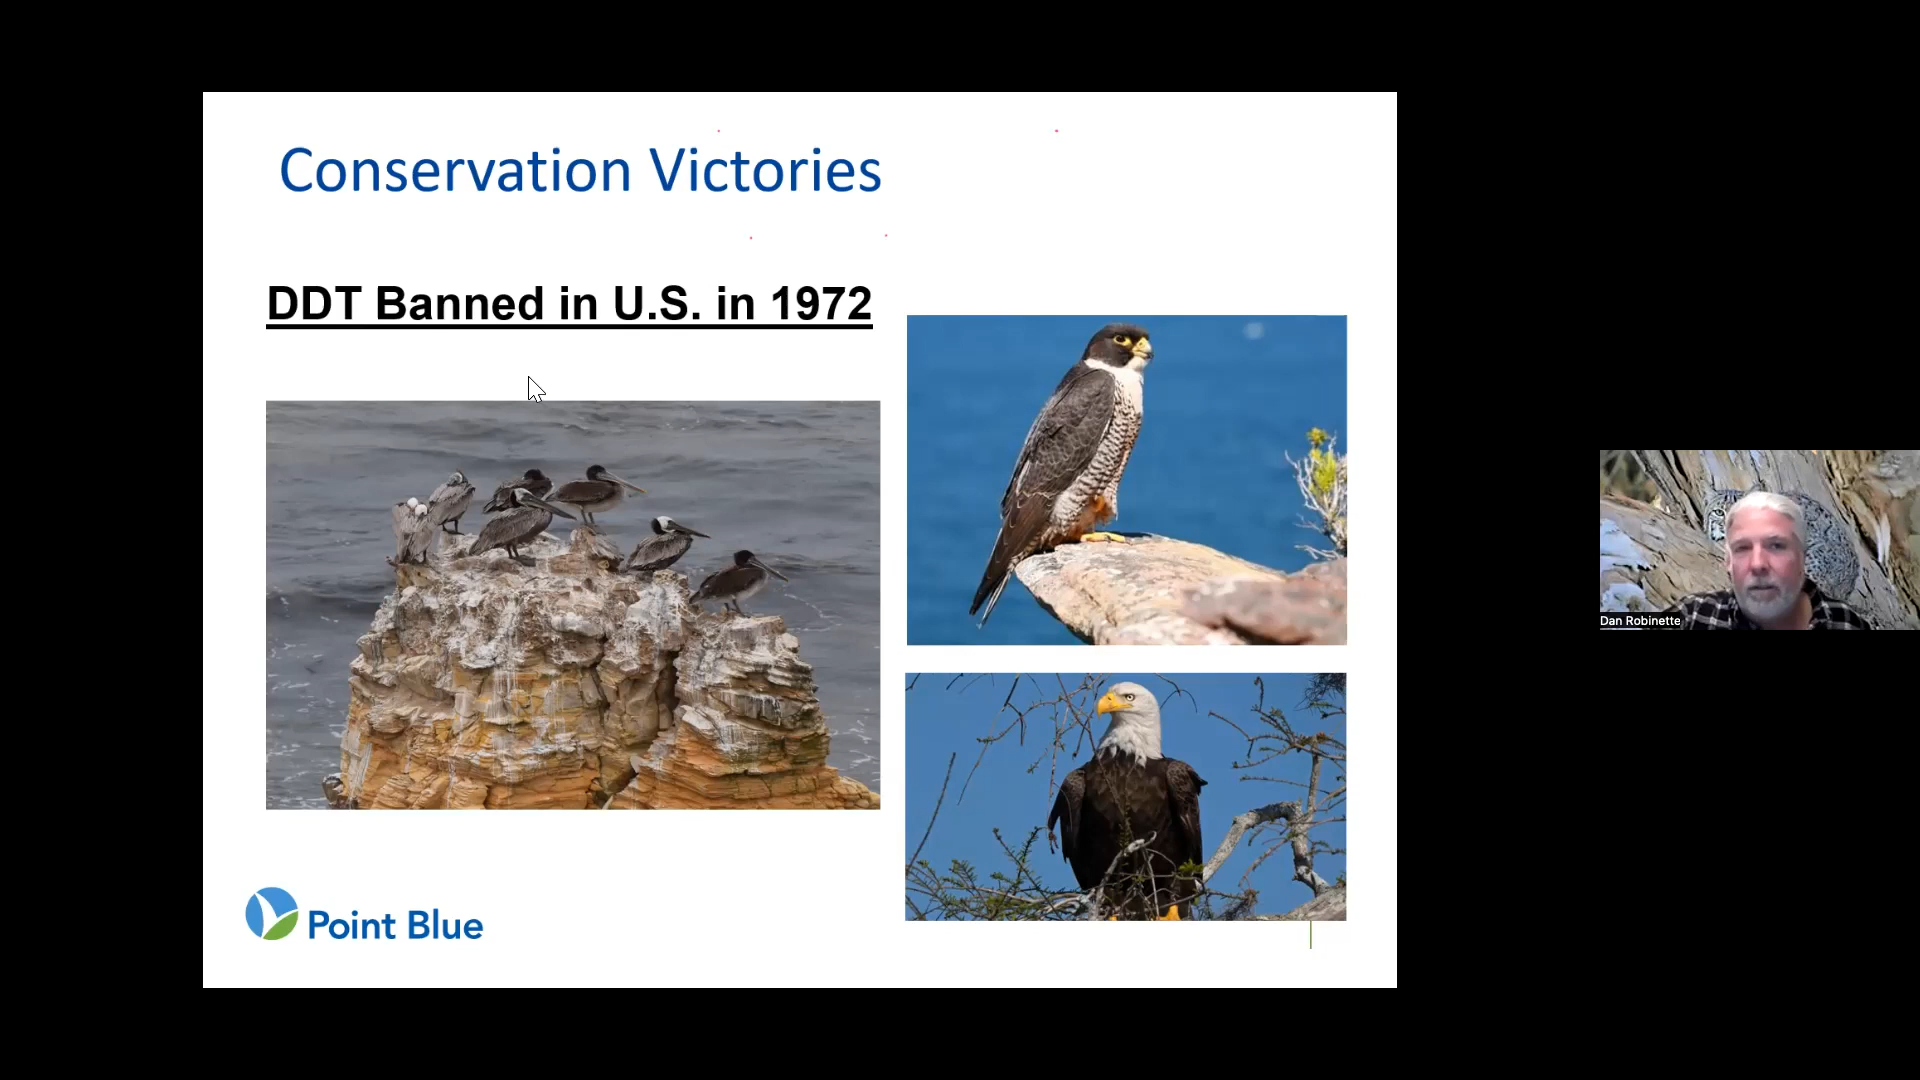 Conservation Victories
DDT Banned in U.S. in 1972
Point Blue
Dan Robinette